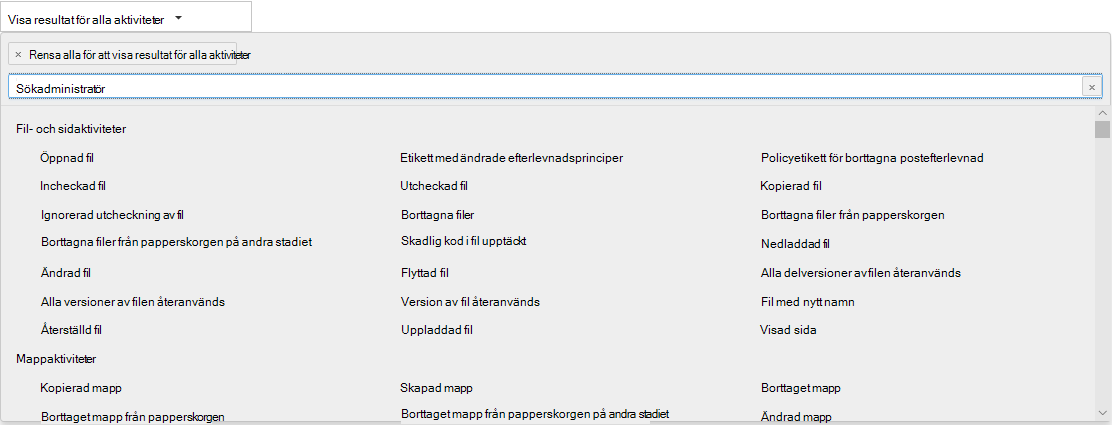 Visa resultat för alla aktiviteter
× Rensa alla för att visa resultat för alla aktiviteter
Sökadministratör ×
Fil- och sidaktiviteter
Öppnad fil Etikett med ändrade efterlevnadsprinciper Policyetikett för borttagna postefterlevnad
Incheckad fil Utcheckad fil Kopierad fil
Ignorerad utcheckning av fil Borttagna filer Borttagna filer från papperskorgen
Borttagna filer från papperskorgen på andra stadiet Skadlig kod i fil upptäckt Nedladdad fil
Ändrad fil Flyttad fil Alla delversioner av filen återanvänds
Alla versioner av filen återanvänds Version av fil återanvänds Fil med nytt namn
Återställd fil Uppladdad fil Visad sida
Mappaktiviteter
Kopierad mapp Skapad mapp Borttaget mapp
Borttaget mapp från papperskorgen Borttaget mapp från papperskorgen på andra stadiet Ändrad mapp